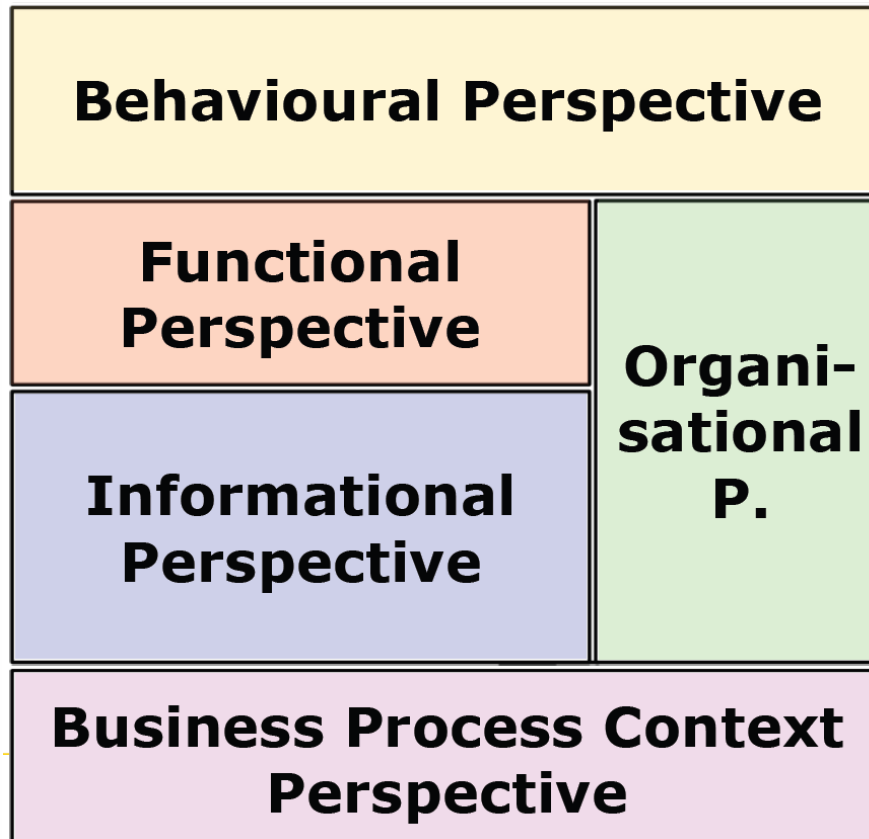 Behavioural Perspective
Functional
Perspective
Organi-
sational
P.
Informational
Perspective
Business Process Context
Perspective